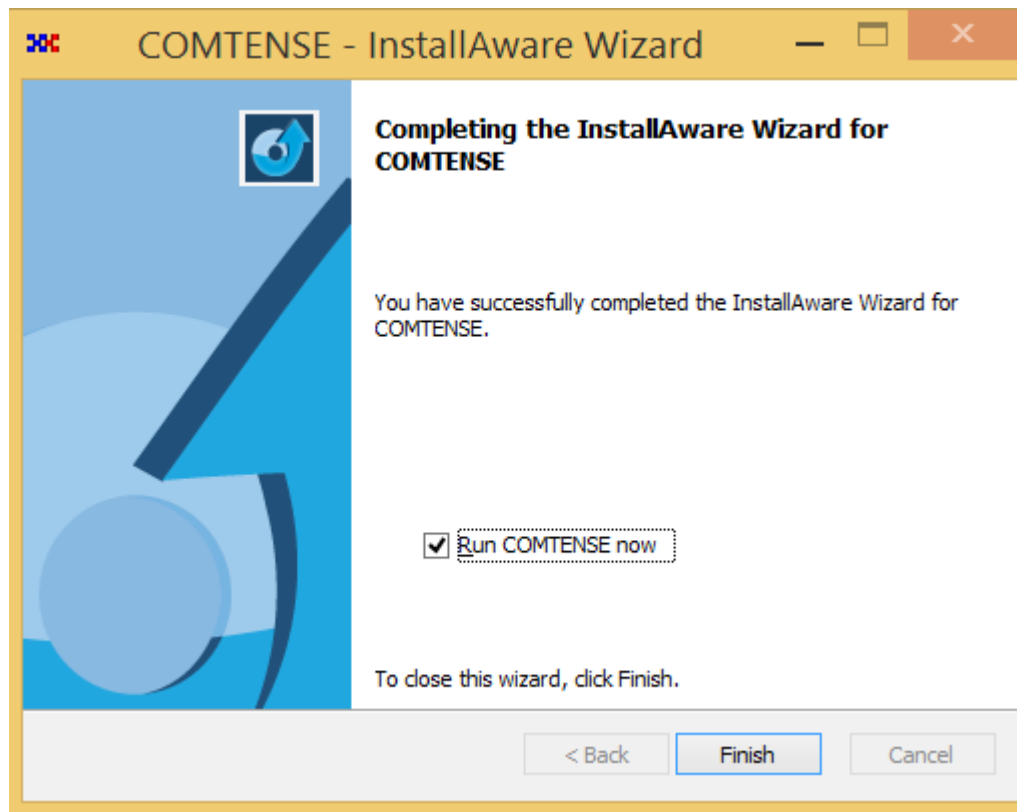 COMTENSE - InstallAware Wizard
Completing the InstallAware Wizard for
COMTENSE
You have successfully completed the InstallAware Wizard for
COMTENSE.
Run COMTENSE now
To close this wizard, click Finish.
< Back
Finish
Cancel